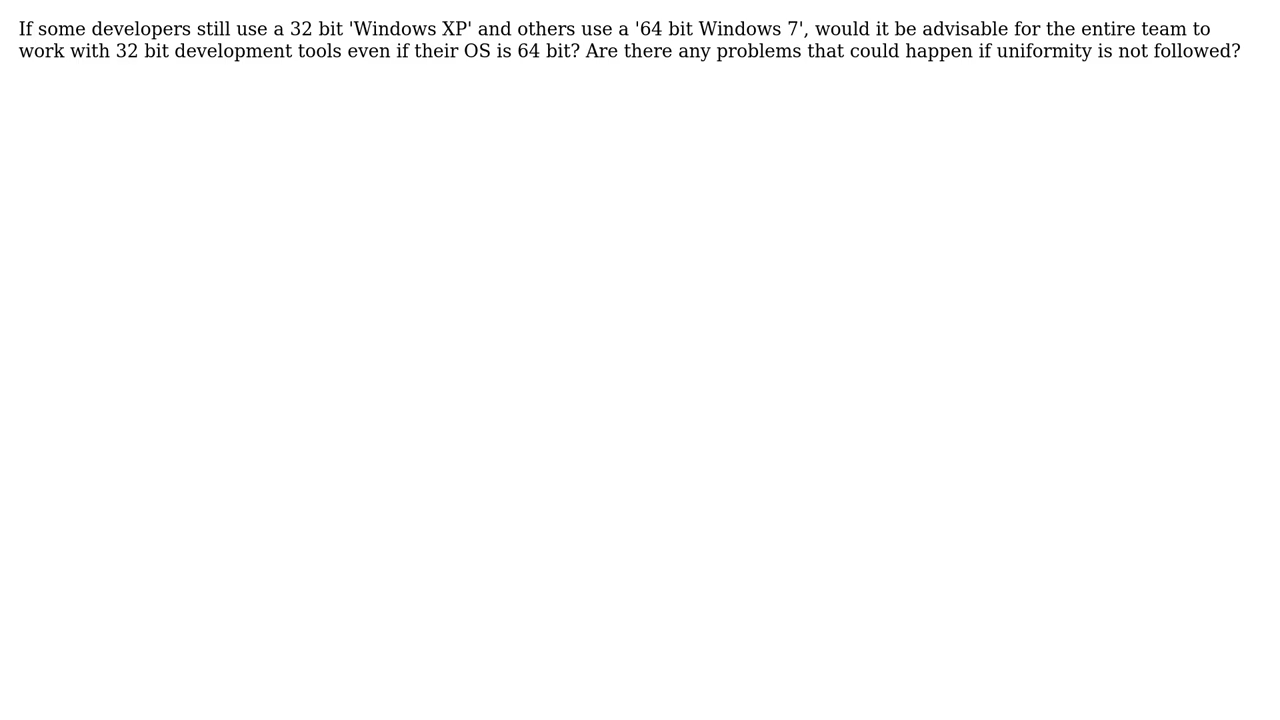 If some developers still use a 32 bit 'Windows XP' and others use a '64 bit Windows 7', would it be advisable for the entire team to
work with 32 bit development tools even if their OS is 64 bit? Are there any problems that could happen if uniformity is not followed?